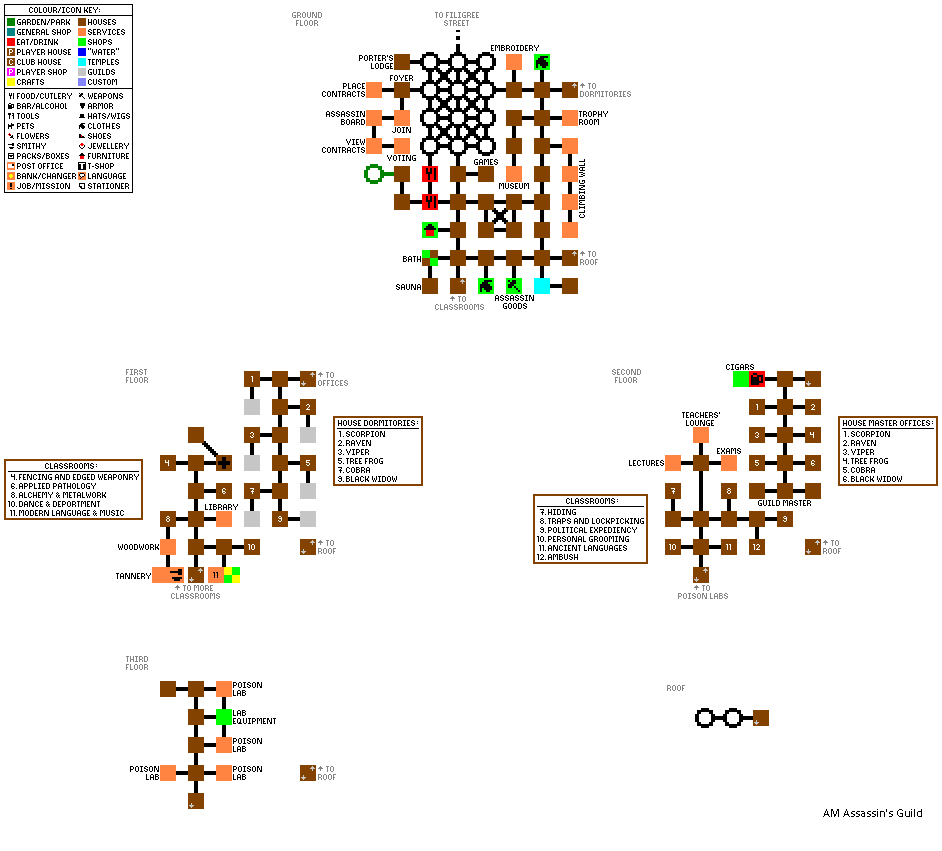 COLOUR/ICON KEY:
GARDEN/PARK
HOUSES
GENERAL SHOP
SERVICES
EAT/DRINK
SHOPS
P PLAYER HOUSE
"WATER"
C CLUB HOUSE
TEMPLES
P PLAYER SHOP
GUILDS
CRAFTS
CUSTOM
FOOD/CUTLERY
WEAPONS
BAR/ALCOHOL
ARMOR
TOOLS
HATS/WIGS
PETS
CLOTHES
FLOWERS
SHOES
SMITHY
JEWELLERY
PACKS/BOXES
FURNITURE
POST OFFICE
T T-SHOP
BANK/CHANGER
LANGUAGE
! JOB/MISSION
STATIONER
GROUND
FLOOR
TO FILIGREE
STREET
EMBROIDERY
PORTER'S
LODGE
FOYER
PLACE
CONTRACTS
↑ TO
DORMITORIES
ASSASSIN
BOARD
JOIN
TROPHY
ROOM
VIEW
CONTRACTS
VOTING
GAMES
MUSEUM
CLIMBING WALL
BATH
↑ TO
ROOF
SAUNA
↑ TO
CLASSROOMS
ASSASSIN
GOODS
FIRST
FLOOR
1
↑ TO
OFFICES
2
3
4
5
6
7
LIBRARY
8
9
WOODWORK
10
↑ TO
ROOF
TANNERY
11
↑ TO MORE
CLASSROOMS
HOUSE DORMITORIES:
1. SCORPION
2. RAVEN
3. VIPER
5. TREE FROG
7. COBRA
9. BLACK WIDOW
CLASSROOMS:
4. FENCING AND EDGED WEAPONRY
6. APPLIED PATHOLOGY
8. ALCHEMY & METALWORK
10. DANCE & DEPORTMENT
11. MODERN LANGUAGE & MUSIC
SECOND
FLOOR
CIGARS
1
2
TEACHERS'
LOUNGE
3
4
EXAMS
LECTURES
5
6
7
8
GUILD MASTER
9
10
11
12
↑ TO
ROOF
↑ TO
POISON LABS
HOUSE MASTER OFFICES:
1. SCORPION
2. RAVEN
3. VIPER
4. TREE FROG
5. COBRA
6. BLACK WIDOW
CLASSROOMS:
7. HIDING
8. TRAPS AND LOCKPICKING
9. POLITICAL EXPEDIENCY
10. PERSONAL GROOMING
11. ANCIENT LANGUAGES
12. AMBUSH
THIRD
FLOOR
POISON
LAB
LAB
EQUIPMENT
POISON
LAB
POISON
LAB
POISON
LAB
↑ TO
ROOF
ROOF
AM Assassin's Guild